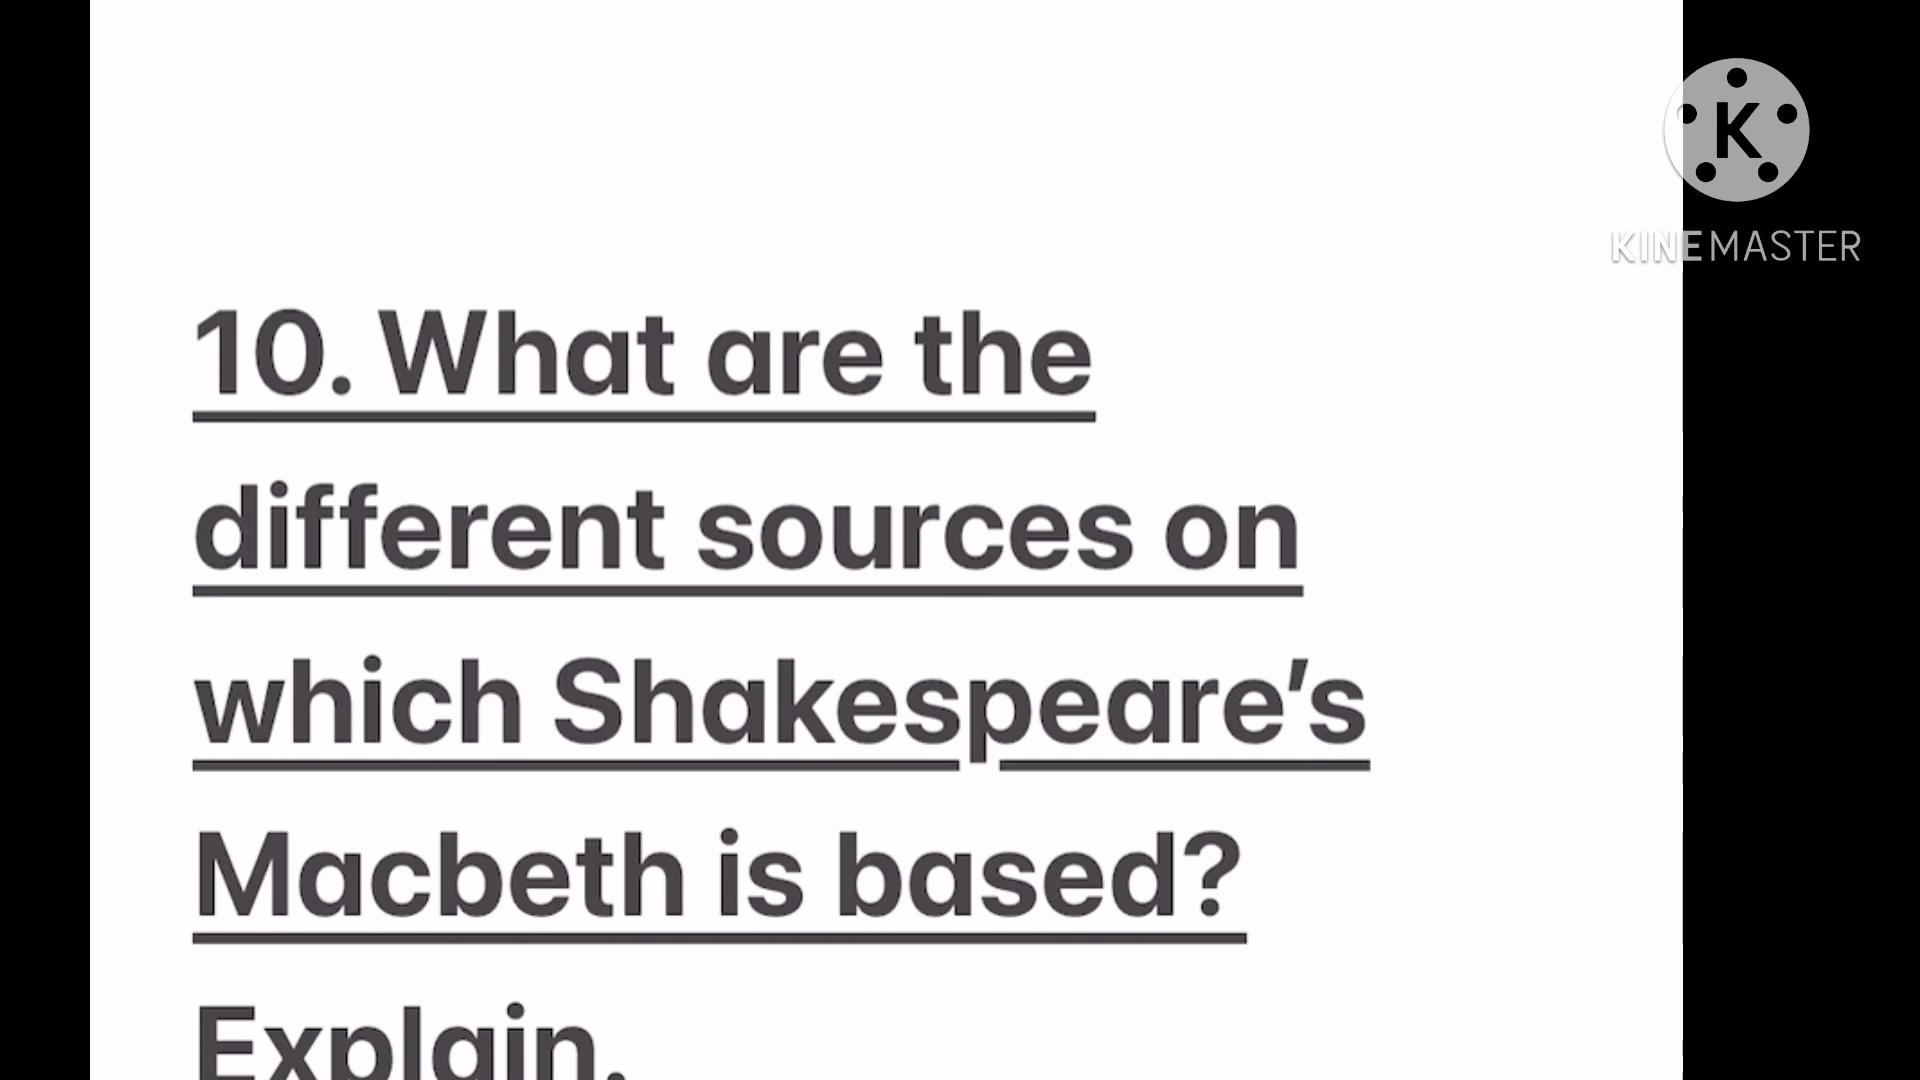 KINEMASTER
10. What are the
different sources on
which Shakespeare's
Macbeth is based?
Explain.